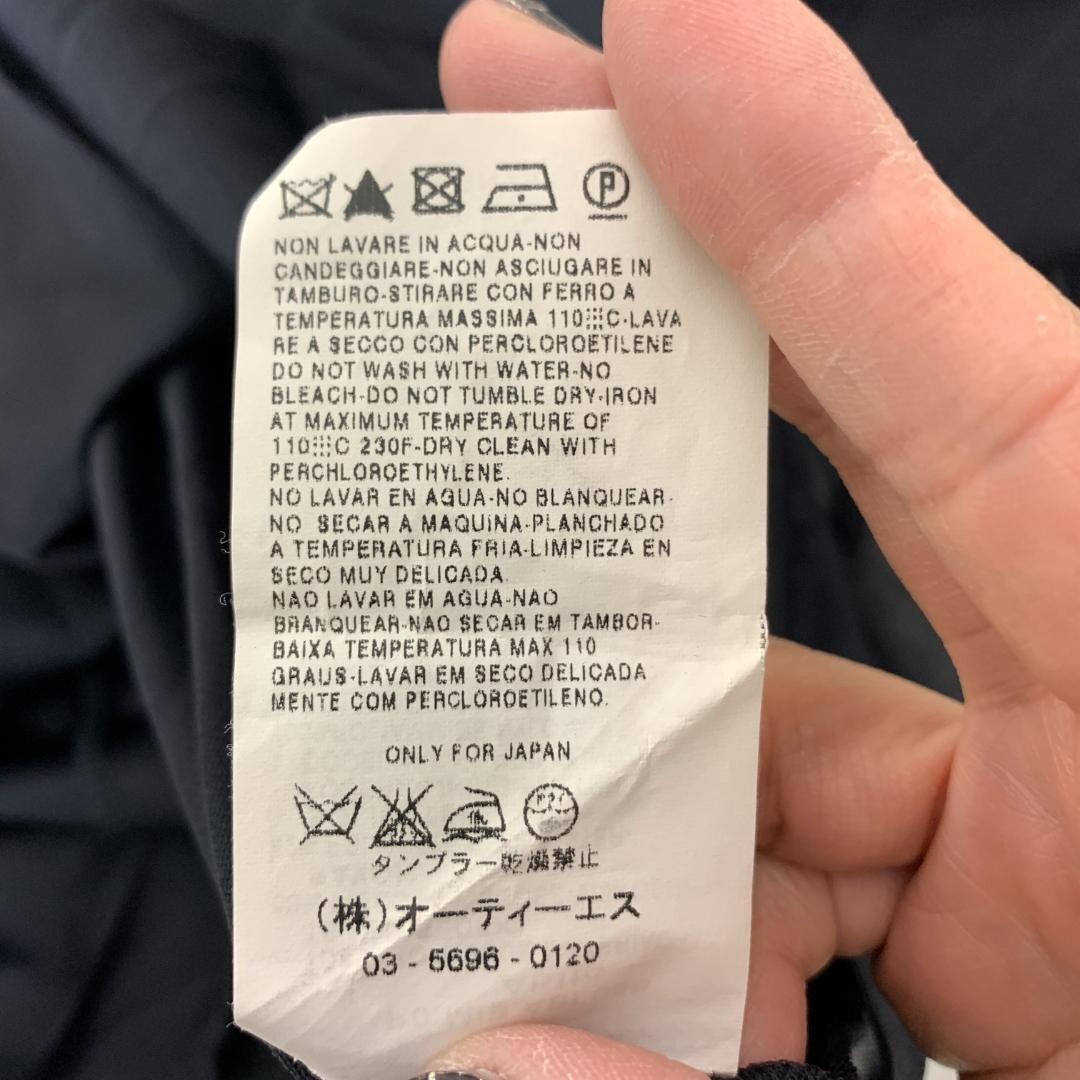 P
NON LAVARE IN ACQUA-NON
CANDEGGIARE-NON ASCIUGARE IN
TAMBURO-STIRARE CON FERRO A
TEMPERATURA MASSIMA 110░C-LAVA
RE A SECCO CON PERCLOROETILENE
DO NOT WASH WITH WATER-NO
BLEACH-DO NOT TUMBLE DRY-IRON
AT MAXIMUM TEMPERATURE OF
110░C 230F-DRY CLEAN WITH
PERCHLOROETHYLENE.
NO LAVAR EN AGUA-NO BLANQUEAR-
NO SECAR A MAQUINA-PLANCHADO
A TEMPERATURA FRIA-LIMPIEZA EN
SECO MUY DELICADA.
NAO LAVAR EM AGUA-NAO
BRANQUEAR-NAO SECAR EM TAMBOR-
BAIXA TEMPERATURA MAX 110
GRAUS-LAVAR EM SECO DELICADA
MENTE COM PERCLOROETILENO.
ONLY FOR JAPAN
タンブラー乾燥禁止
(株)オーティーエス
03-5696-0120